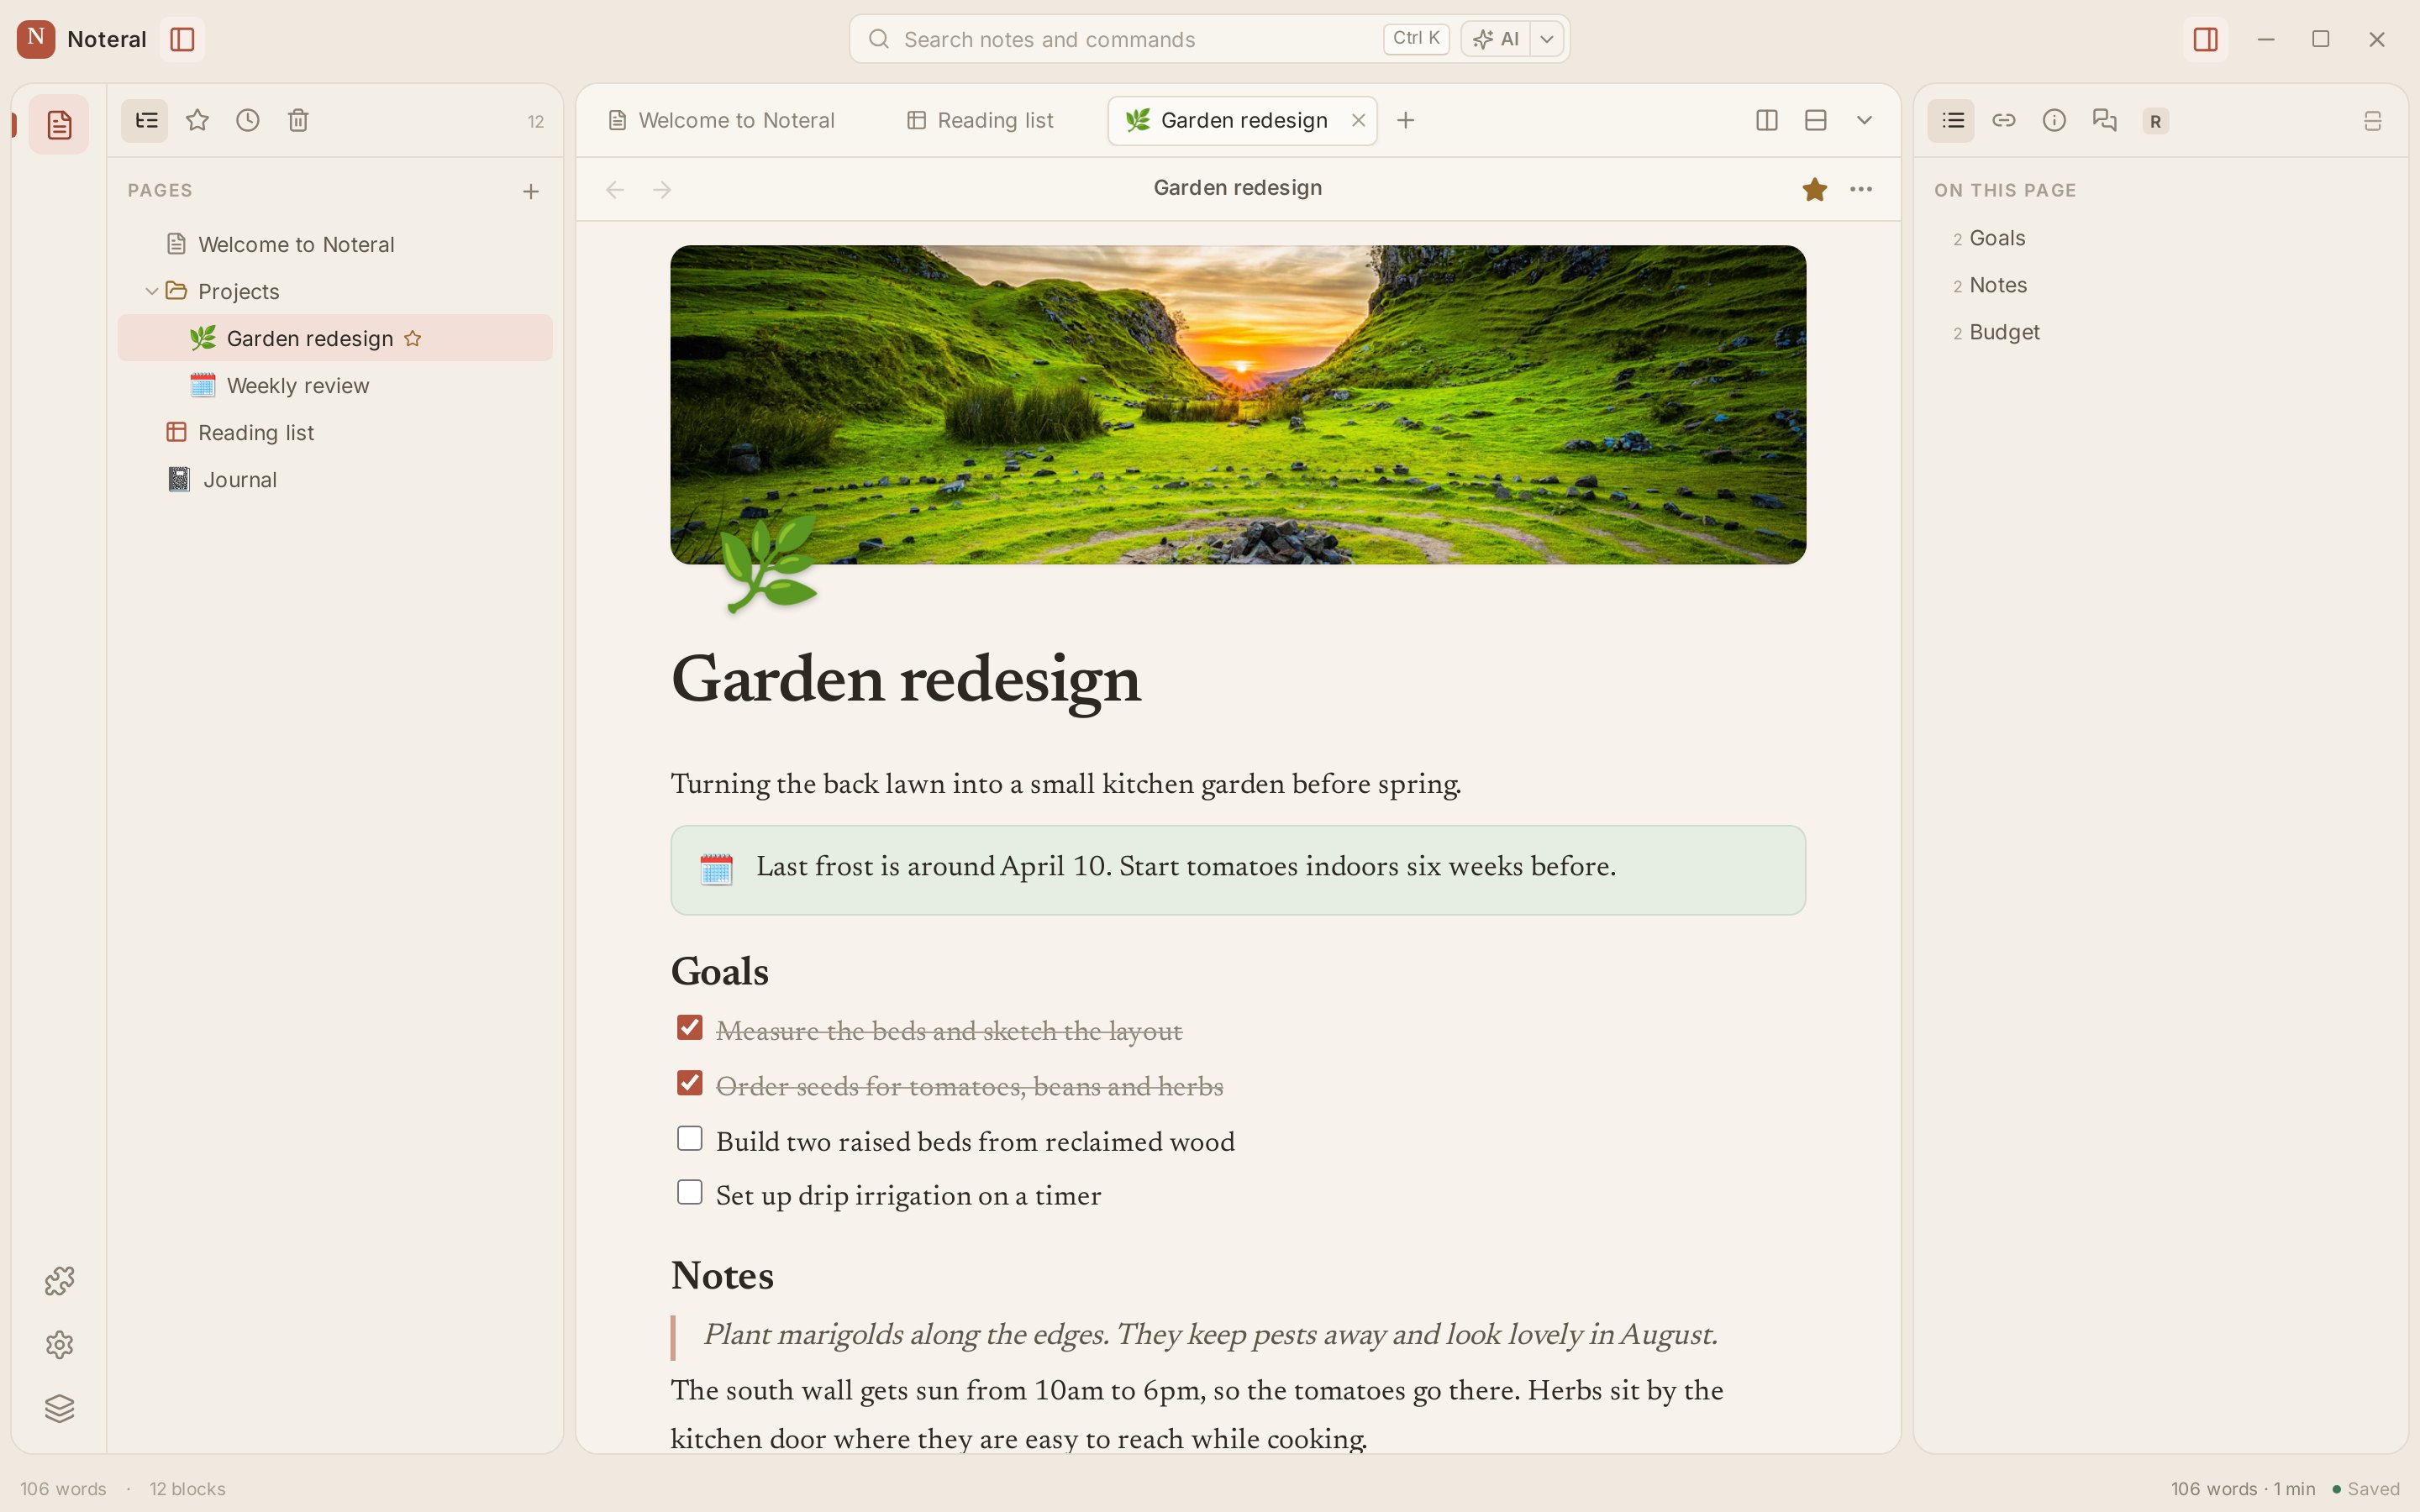 N Noteral
Search notes and commands
Ctrl K
AI
12
PAGES
Welcome to Noteral
Projects
Garden redesign
Weekly review
Reading list
Journal
Welcome to Noteral
Reading list
Garden redesign
Garden redesign
Garden redesign
Turning the back lawn into a small kitchen garden before spring.
Last frost is around April 10. Start tomatoes indoors six weeks before.
Goals
Measure the beds and sketch the layout
Order seeds for tomatoes, beans and herbs
Build two raised beds from reclaimed wood
Set up drip irrigation on a timer
Notes
Plant marigolds along the edges. They keep pests away and look lovely in August.
The south wall gets sun from 10am to 6pm, so the tomatoes go there. Herbs sit by the
kitchen door where they are easy to reach while cooking.
R
ON THIS PAGE
2 Goals
2 Notes
2 Budget
106 words · 12 blocks
106 words · 1 min
Saved